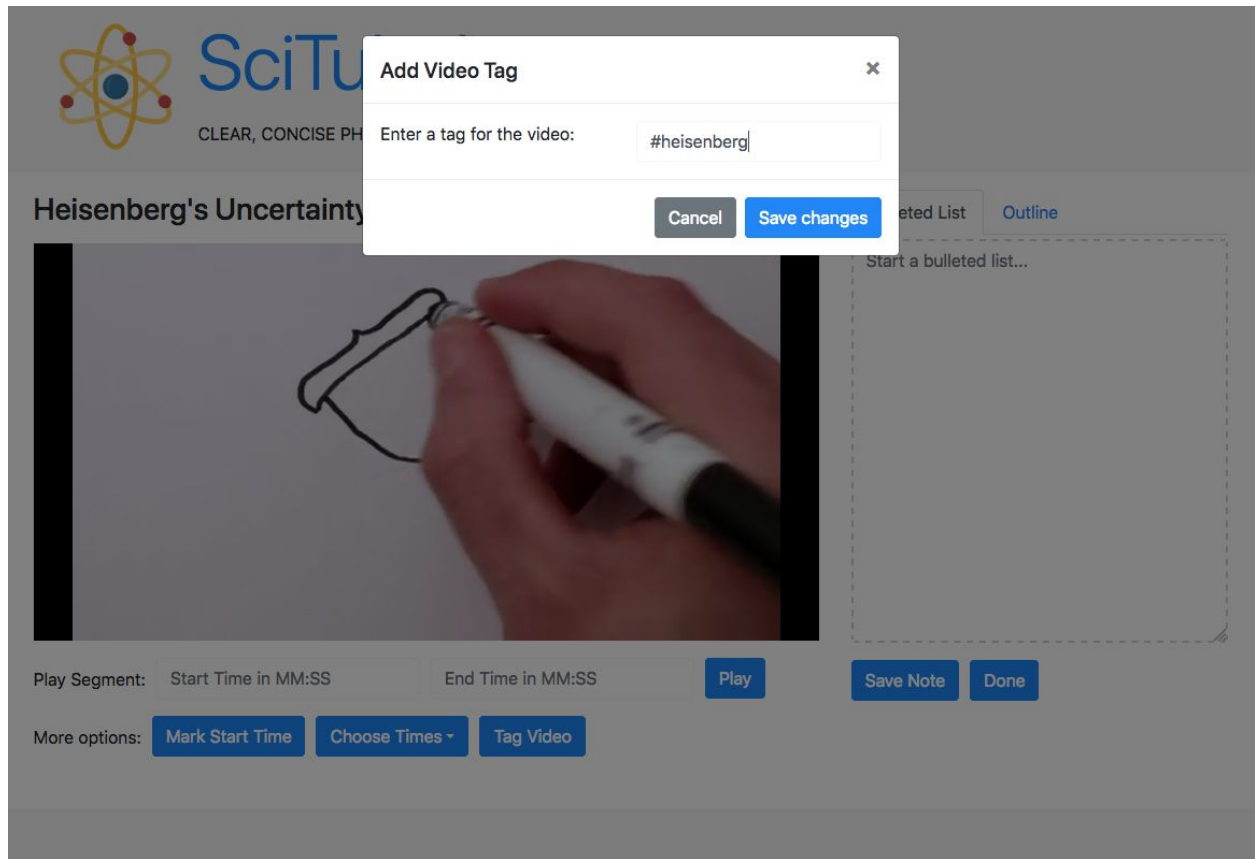 SciTu
CLEAR, CONCISE PH
Add Video Tag ×
Enter a tag for the video: #heisenberg
Cancel Save changes
Heisenberg's Uncertainty
eted List Outline
Start a bulleted list...
Play Segment: Start Time in MM:SS End Time in MM:SS Play
Save Note Done
More options: Mark Start Time Choose Times Tag Video